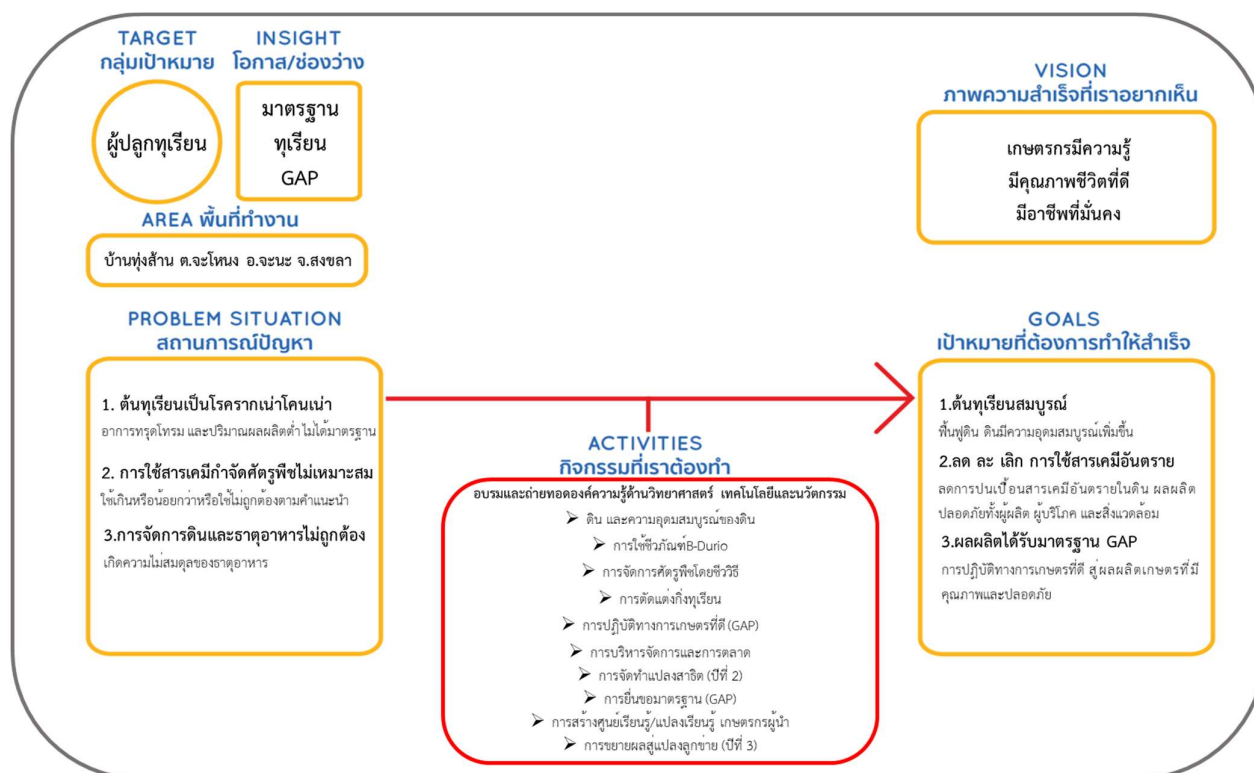 TARGET
กลุ่มเป้าหมาย
ผู้ปลูกทุเรียน
INSIGHT
โอกาส/ช่องว่าง
มาตรฐาน
ทุเรียน
GAP
AREA พื้นที่ทำงาน
บ้านทุ่งส้าน ต.จะโหนง อ.จะนะ จ.สงขลา
VISION
ภาพความสำเร็จที่เราอยากเห็น
เกษตรกรมีความรู้
มีคุณภาพชีวิตที่ดี
มีอาชีพที่มั่นคง
PROBLEM SITUATION
สถานการณ์ปัญหา
1. ต้นทุเรียนเป็นโรครากเน่าโคนเน่า
อาการทรุดโทรม และปริมาณผลผลิตต่ำ ไม่ได้มาตรฐาน
2. การใช้สารเคมีกำจัดศัตรูพืชไม่เหมาะสม
ใช้เกินหรือน้อยกว่าหรือใช้ไม่ถูกต้องตามคำแนะนำ
3.การจัดการดินและธาตุอาหารไม่ถูกต้อง
เกิดความไม่สมดุลของธาตุอาหาร
ACTIVITIES
กิจกรรมที่เราต้องทำ
อบรมและถ่ายทอดองค์ความรู้ด้านวิทยาศาสตร์ เทคโนโลยีและนวัตกรรม
➢ ดิน และความอุดมสมบูรณ์ของดิน
➢ การใช้ชีวภัณฑ์B-Durio
➢ การจัดการศัตรูพืชโดยชีววิธี
➢ การตัดแต่งกิ่งทุเรียน
➢ การปฏิบัติทางการเกษตรที่ดี (GAP)
➢ การบริหารจัดการและการตลาด
➢ การจัดทำแปลงสาธิต (ปีที่ 2)
➢ การยื่นขอมาตรฐาน (GAP)
➢ การสร้างศูนย์เรียนรู้/แปลงเรียนรู้ เกษตรกรผู้นำ
➢ การขยายผลสู่แปลงลูกข่าย (ปีที่ 3)
GOALS
เป้าหมายที่ต้องการทำให้สำเร็จ
1.ต้นทุเรียนสมบูรณ์
ฟื้นฟูดิน ดินมีความอุดมสมบูรณ์เพิ่มขึ้น
2.ลด ละ เลิก การใช้สารเคมีอันตราย
ลดการปนเปื้อนสารเคมีอันตรายในดิน ผลผลิต
ปลอดภัยทั้งผู้ผลิต ผู้บริโภค และสิ่งแวดล้อม
3.ผลผลิตได้รับมาตรฐาน GAP
การปฏิบัติทางการเกษตรที่ดี สู่ผลผลิตเกษตรที่มี
คุณภาพและปลอดภัย